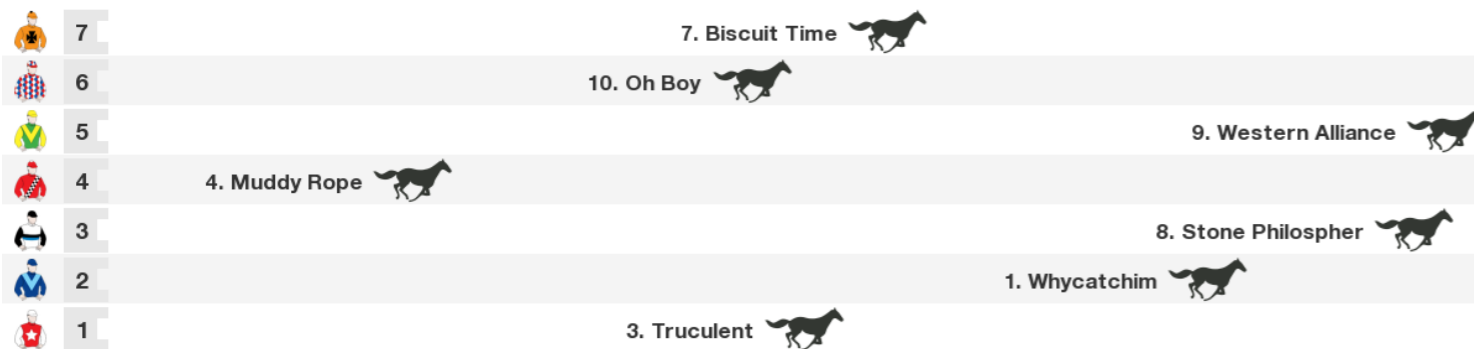 7 7. Biscuit Time
6 10. Oh Boy
5 9. Western Alliance
4 4. Muddy Rope
3 8. Stone Philospher
2 1. Whycatchim
1 3. Truculent